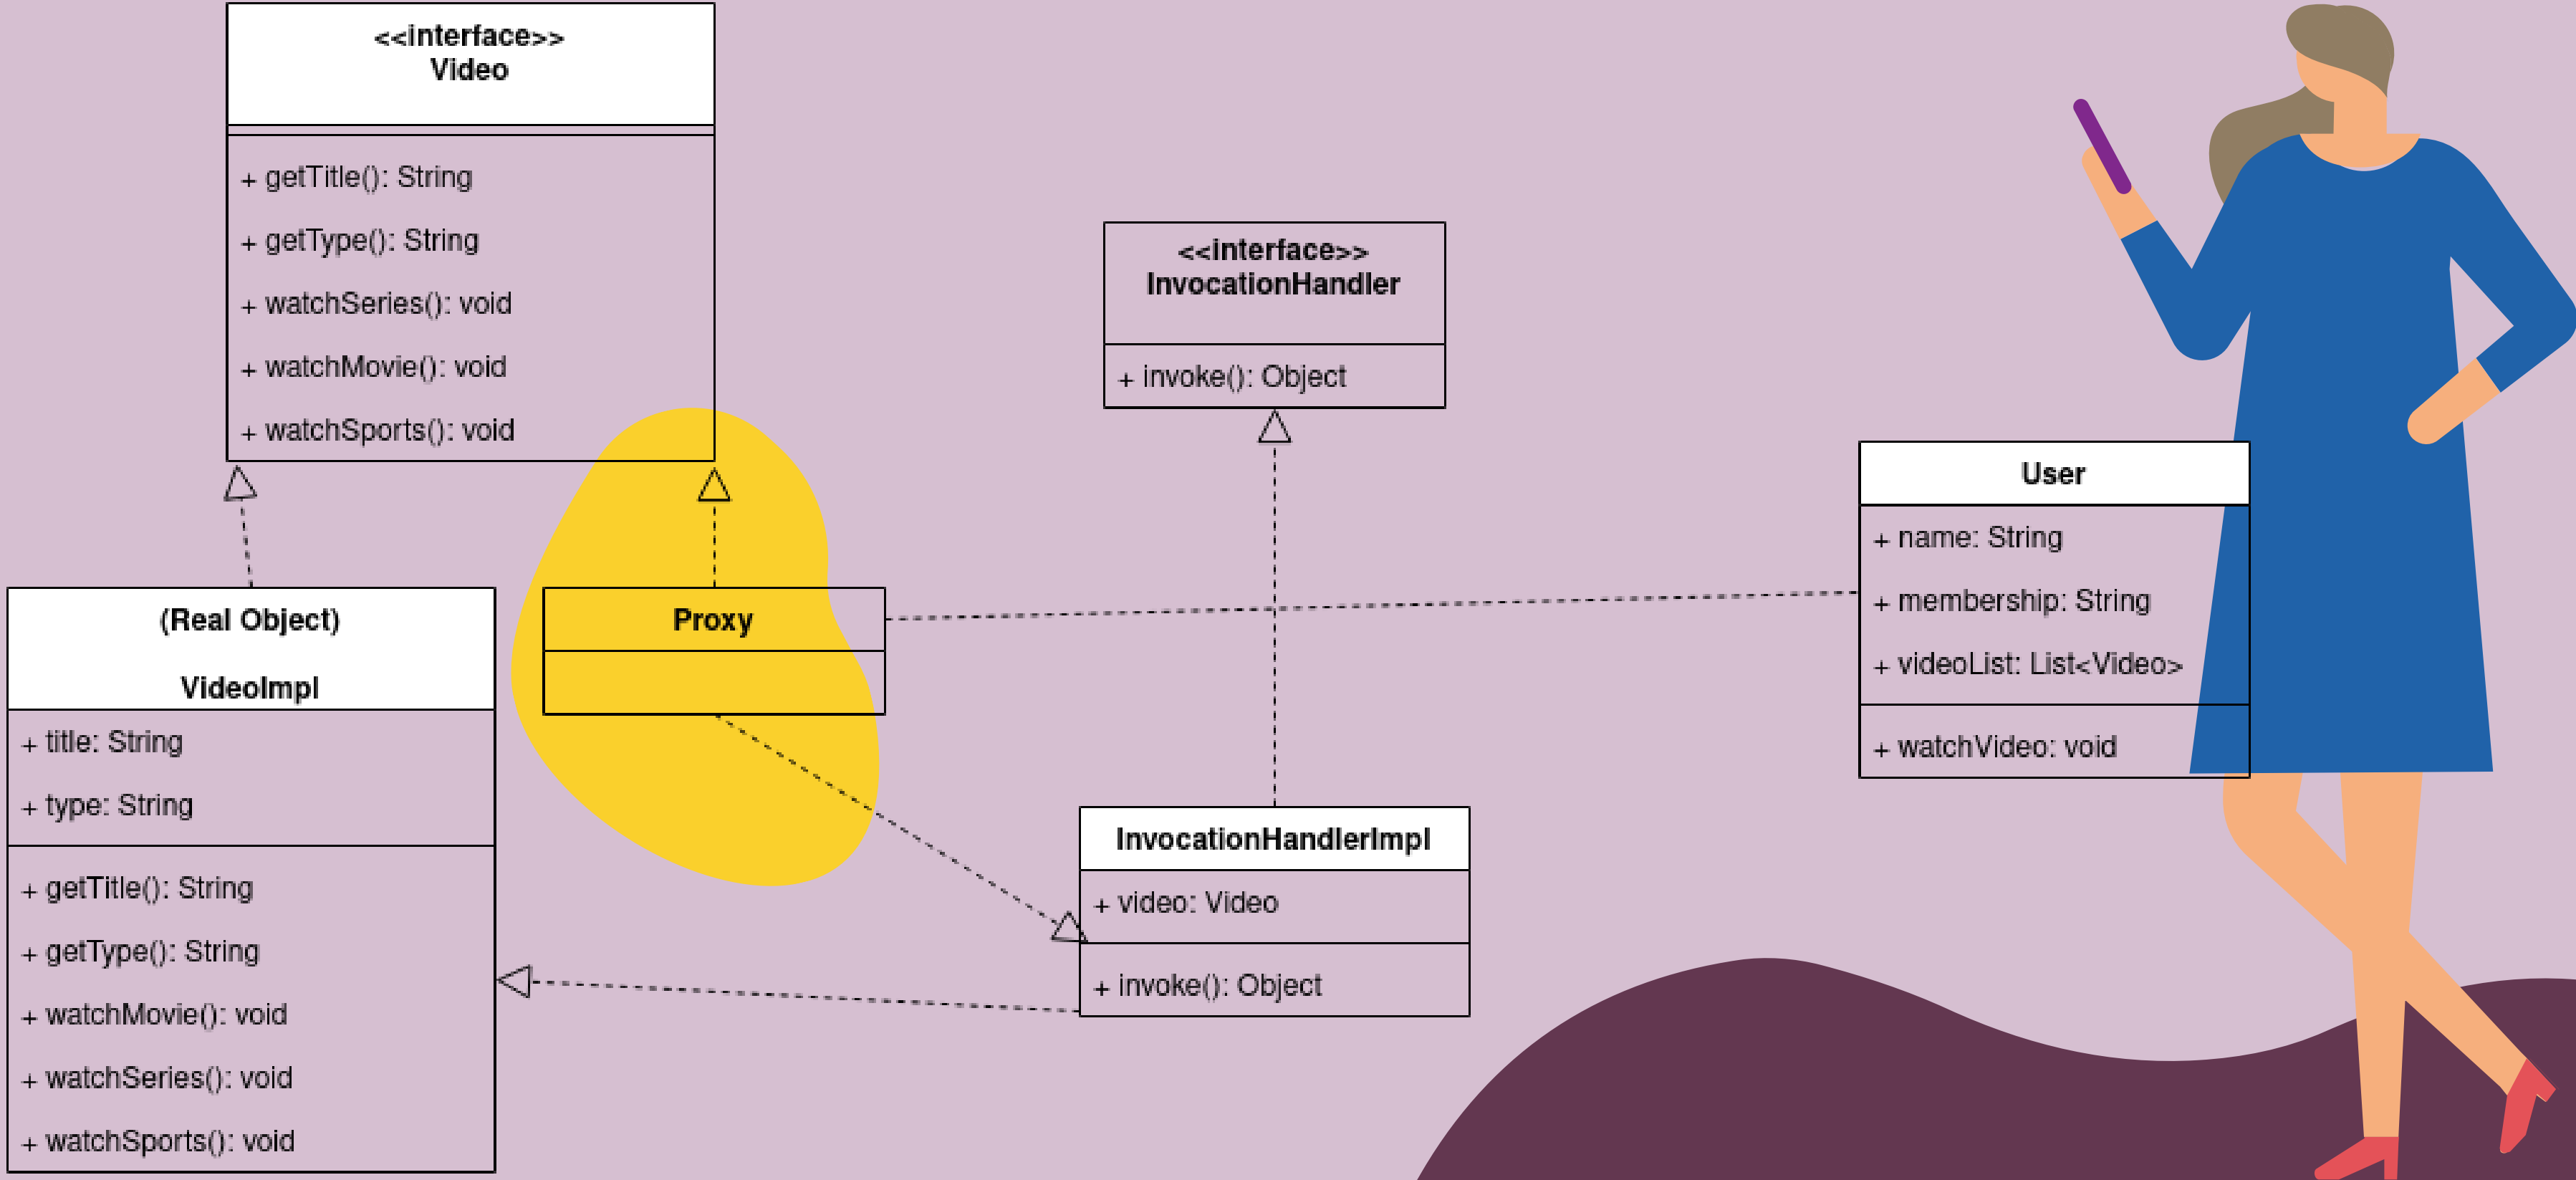 <<interface>>
Video
+ getTitle(): String
+ getType(): String
+ watchSeries(): void
+ watchMovie(): void
+ watchSports(): void
<<interface>>
InvocationHandler
+ invoke(): Object
User
+ name: String
+ membership: String
+ videoList: List<Video>
+ watchVideo: void
(Real Object)
VideoImpl
+ title: String
+ type: String
+ getTitle(): String
+ getType(): String
+ watchMovie(): void
+ watchSeries(): void
+ watchSports(): void
Proxy
InvocationHandlerImpl
+ video: Video
+ invoke(): Object